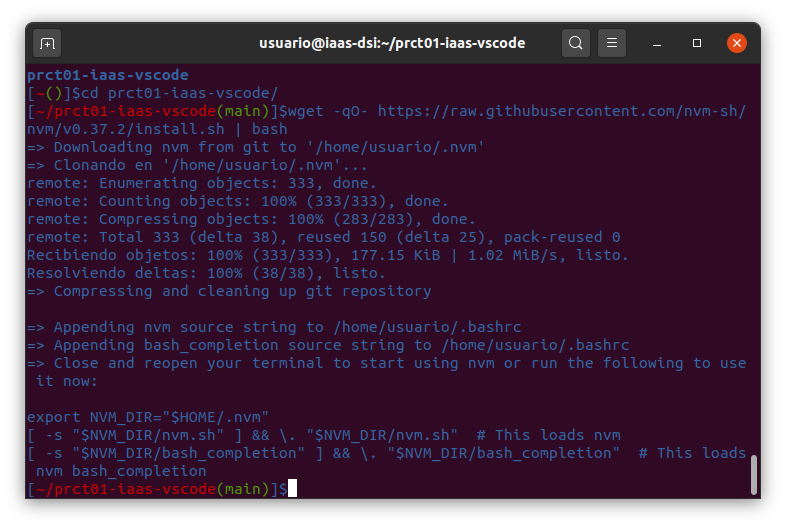 usuario@iaas-dsi:~/prct01-iaas-vscode
prct01-iaas-vscode
[~()]$cd prct01-iaas-vscode/
[~/prct01-iaas-vscode(main)]$wget -qO- https://raw.githubusercontent.com/nvm-sh/
nvm/v0.37.2/install.sh | bash
=> Downloading nvm from git to '/home/usuario/.nvm'
=> Clonando en '/home/usuario/.nvm'...
remote: Enumerating objects: 333, done.
remote: Counting objects: 100% (333/333), done.
remote: Compressing objects: 100% (283/283), done.
remote: Total 333 (delta 38), reused 150 (delta 25), pack-reused 0
Recibiendo objetos: 100% (333/333), 177.15 KiB | 1.02 MiB/s, listo.
Resolviendo deltas: 100% (38/38), listo.
=> Compressing and cleaning up git repository
=> Appending nvm source string to /home/usuario/.bashrc
=> Appending bash_completion source string to /home/usuario/.bashrc
=> Close and reopen your terminal to start using nvm or run the following to use
 it now:
export NVM_DIR="$HOME/.nvm"
[ -s "$NVM_DIR/nvm.sh" ] && \. "$NVM_DIR/nvm.sh"  # This loads nvm
[ -s "$NVM_DIR/bash_completion" ] && \. "$NVM_DIR/bash_completion"  # This loads
 nvm bash_completion
[~/prct01-iaas-vscode(main)]$